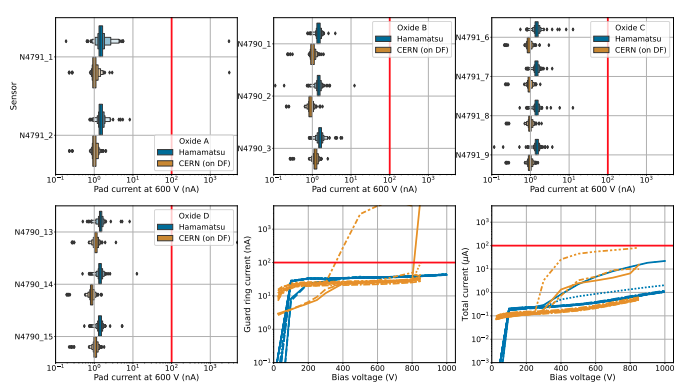 Oxide A
Hamamatsu
CERN (on DF)
N4791_1
N4791_2
Sensor
10⁻¹ 10⁰ 10¹ 10² 10³
Pad current at 600 V (nA)
Oxide B
Hamamatsu
CERN (on DF)
N4790_1
N4790_2
N4790_3
10⁻¹ 10⁰ 10¹ 10² 10³
Pad current at 600 V (nA)
Oxide C
Hamamatsu
CERN (on DF)
N4791_6
N4791_7
N4791_8
N4791_9
10⁻¹ 10⁰ 10¹ 10² 10³
Pad current at 600 V (nA)
Oxide D
Hamamatsu
CERN (on DF)
N4790_13
N4790_14
N4790_15
10⁻¹ 10⁰ 10¹ 10² 10³
Pad current at 600 V (nA)
Guard ring current (nA)
10³
10²
10¹
10⁰
10⁻¹
0 200 400 600 800 1000
Bias voltage (V)
Total current (µA)
10²
10¹
10⁰
10⁻¹
10⁻²
10⁻³
0 200 400 600 800 1000
Bias voltage (V)